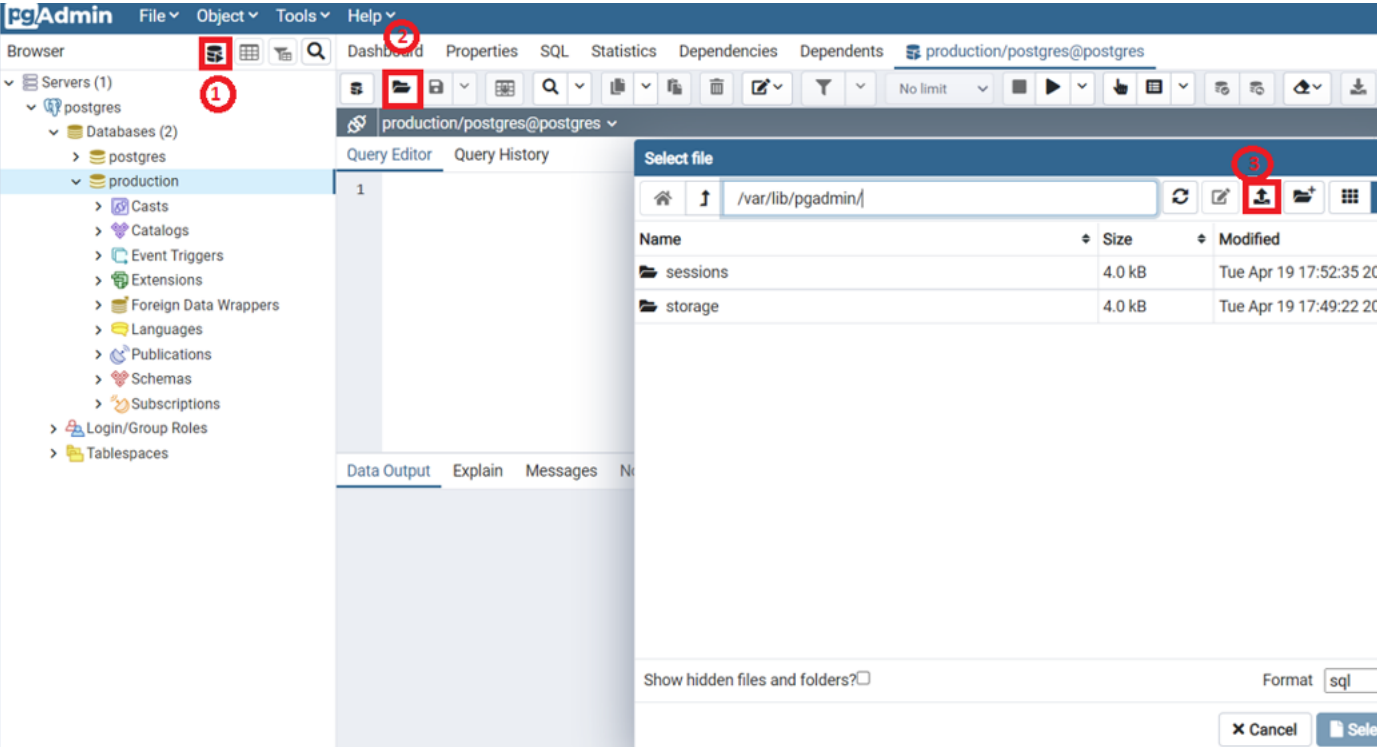 pgAdmin File Object Tools Help
2
Browser Dashboard Properties SQL Statistics Dependencies Dependents production/postgres@postgres
Servers (1)
1
No limit
postgres
production/postgres@postgres
Databases (2)
Query Editor Query History
Select file
3
postgres
production
1
/var/lib/pgadmin/
Casts
Catalogs
Event Triggers
Extensions
Foreign Data Wrappers
Languages
Publications
Schemas
Subscriptions
Login/Group Roles
Tablespaces
Name Size Modified
sessions 4.0 kB Tue Apr 19 17:52:35 20
storage 4.0 kB Tue Apr 19 17:49:22 20
Data Output Explain Messages
Show hidden files and folders? Format sql
Cancel Sele